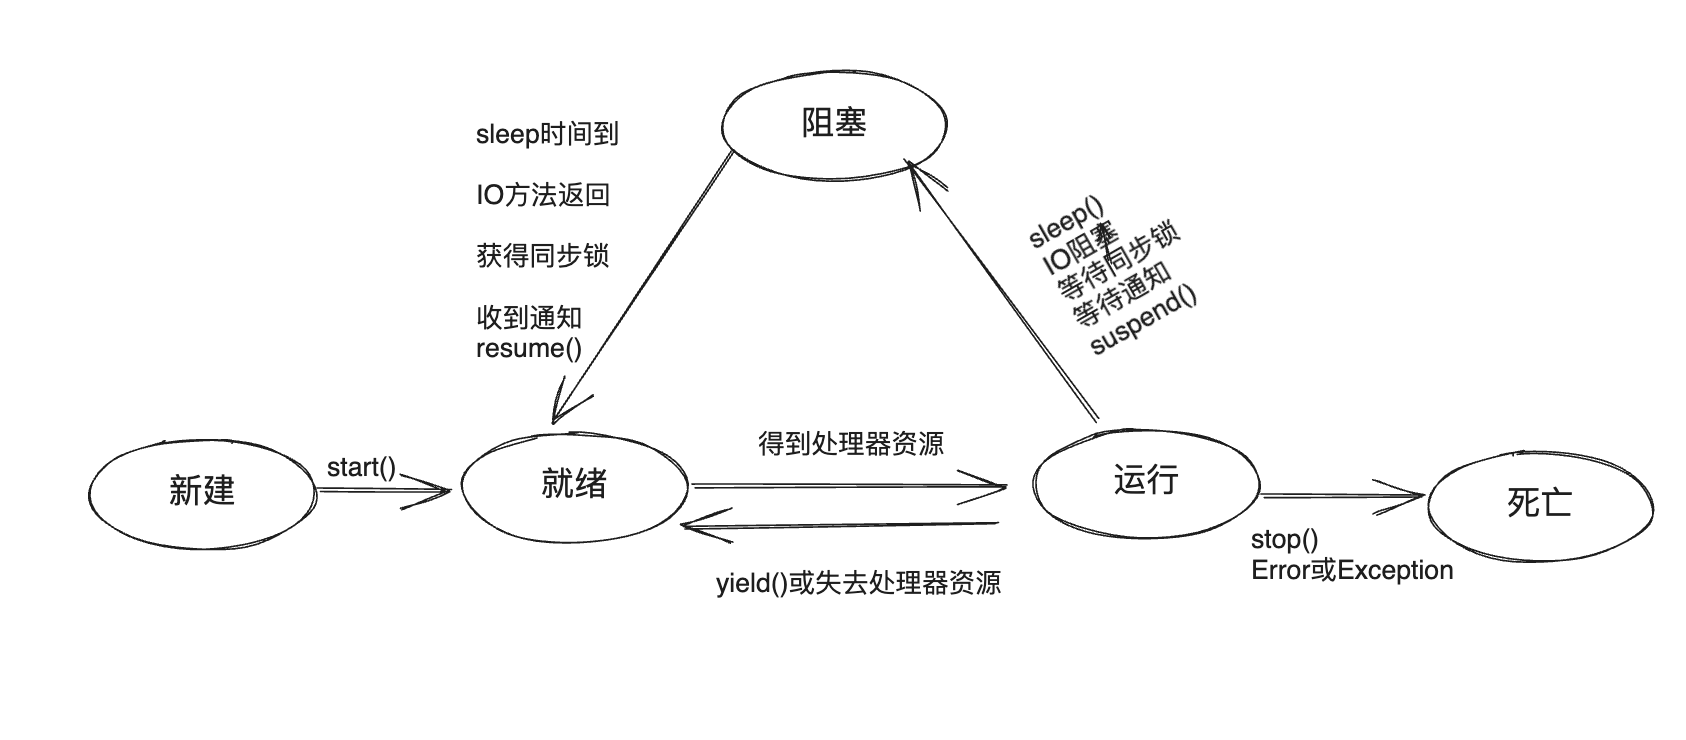 阻塞
sleep时间到
IO方法返回
获得同步锁
收到通知
resume()
sleep()
IO阻塞
等待同步锁
等待通知
suspend()
新建
start()
就绪
得到处理器资源
yield()或失去处理器资源
运行
stop()
Error或Exception
死亡